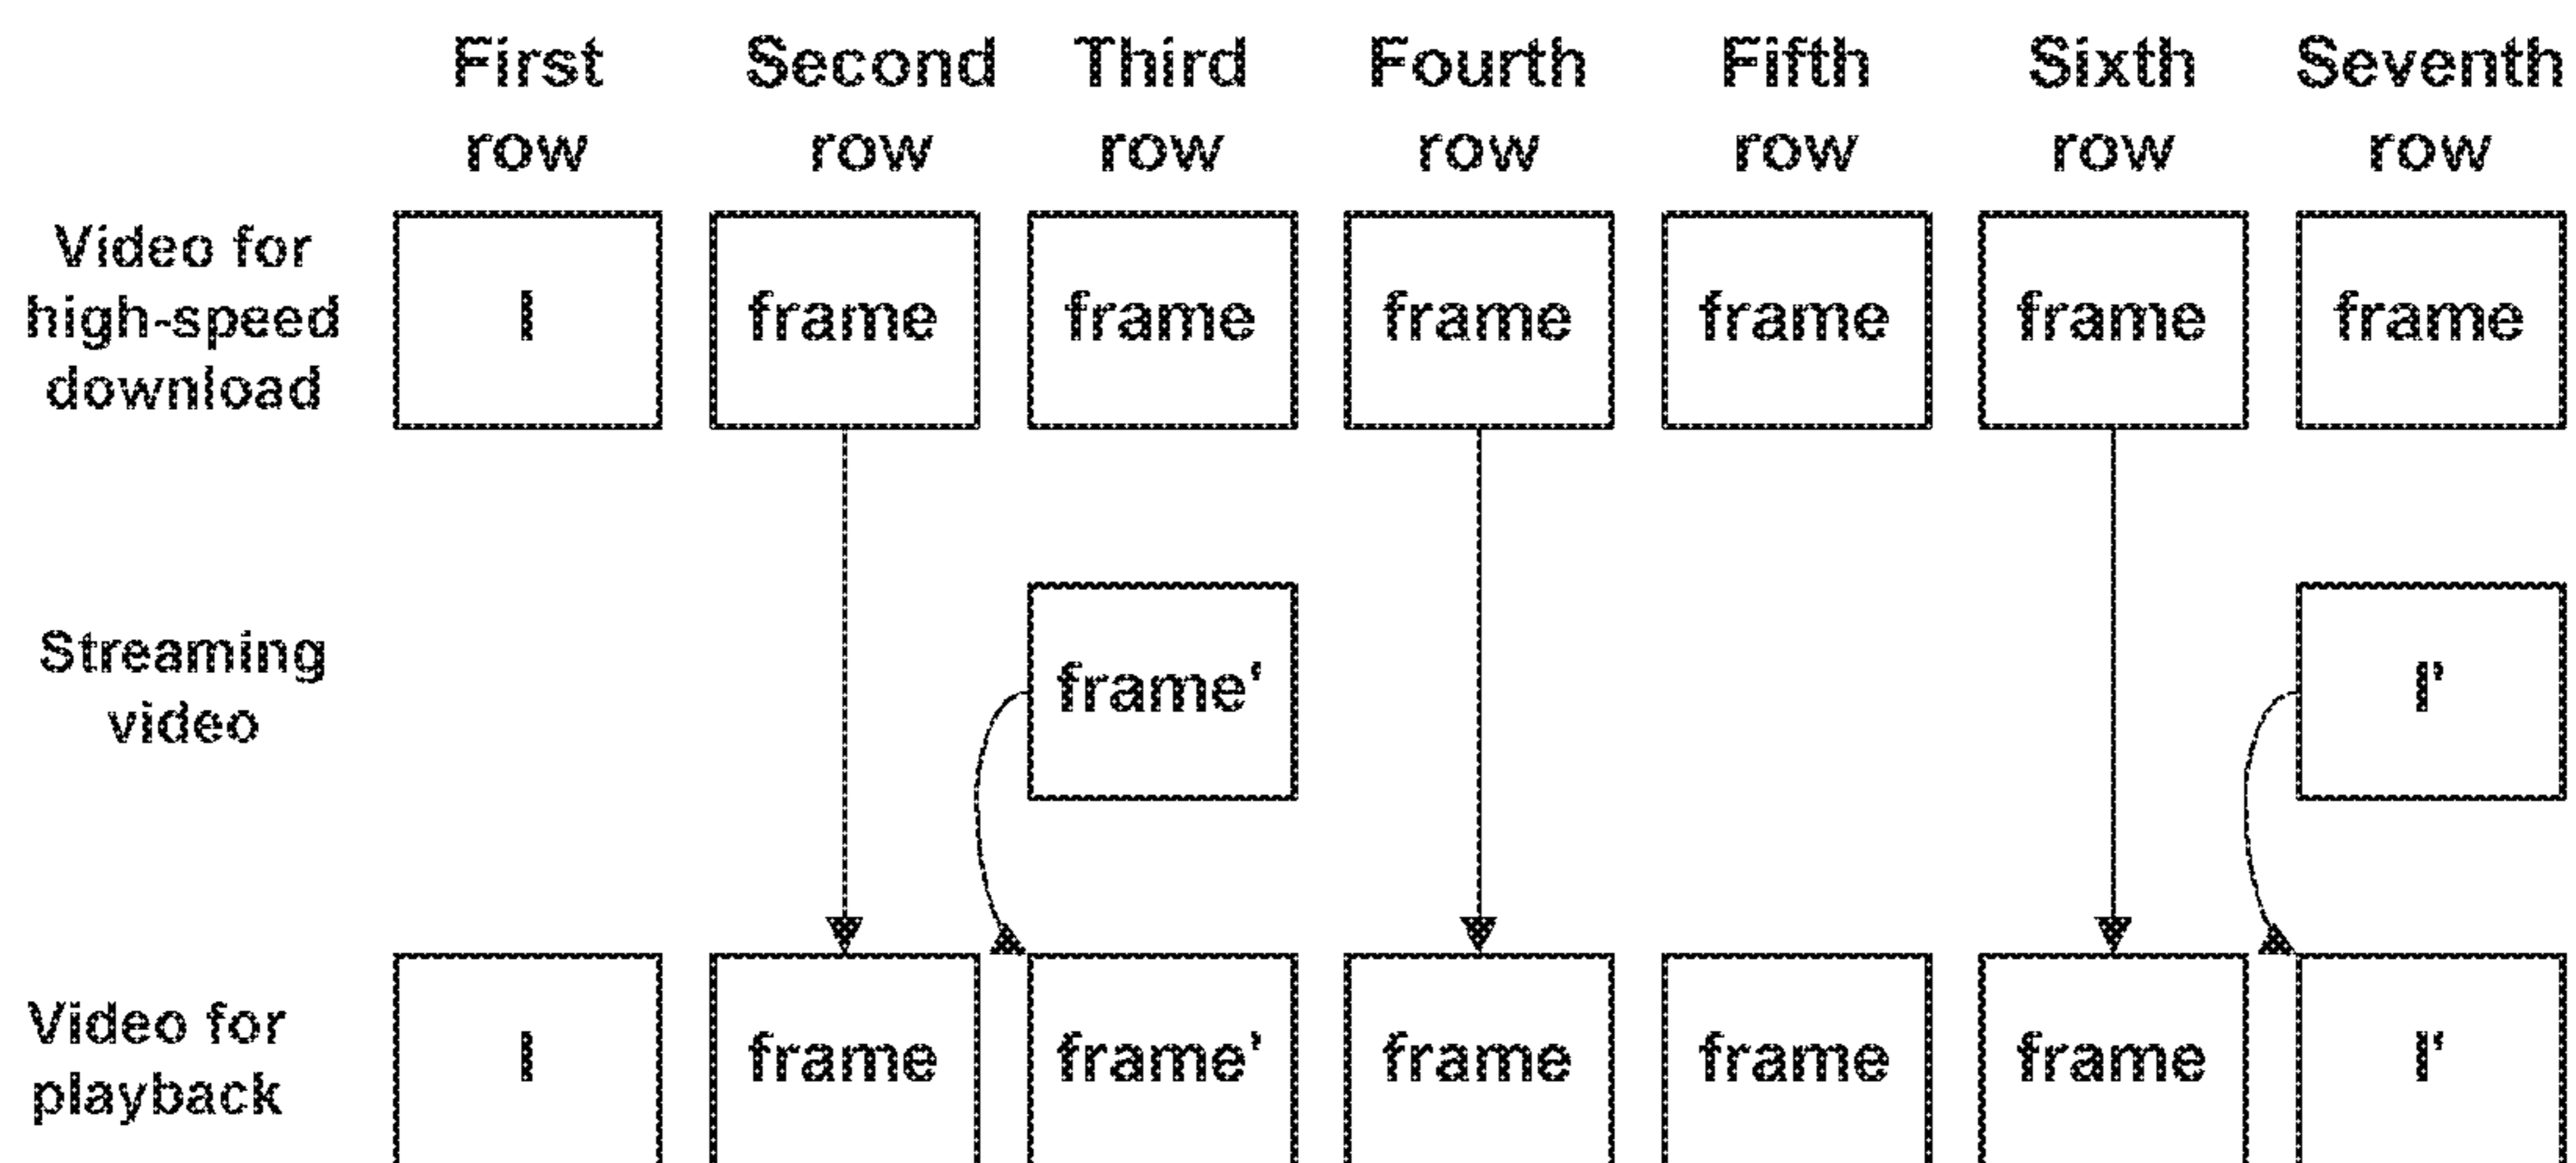 First Second Third Fourth Fifth Sixth Seventh
row row row row row row row
Video for
high-speed
download
I frame frame frame frame frame frame
Streaming
video
frame' I'
Video for
playback
I frame frame' frame frame frame I'